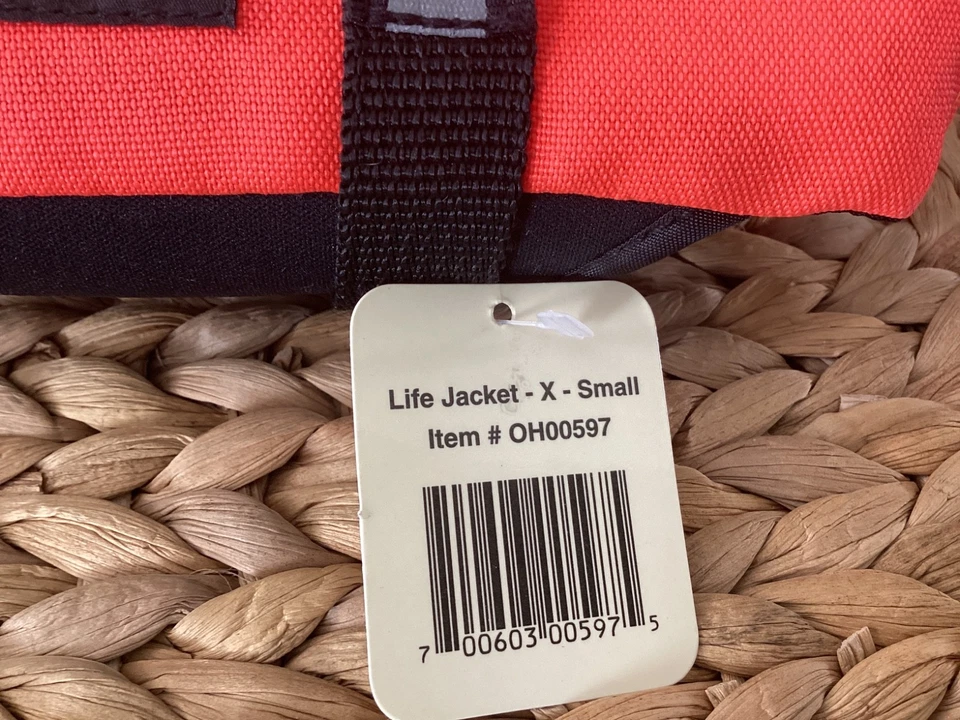 Life Jacket - X - Small
Item # OH00597
7 00603 00597 5